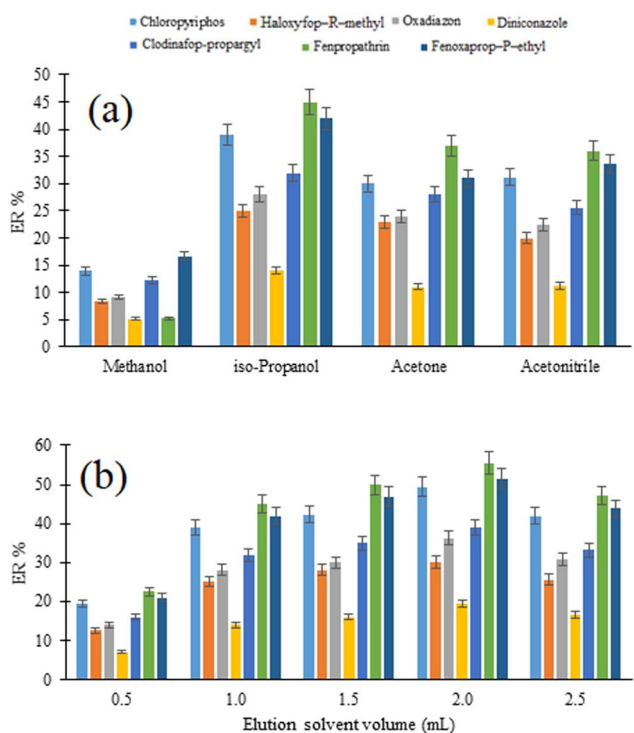 Chloropyriphos Haloxyfop–R–methyl Oxadiazon Diniconazole
Clodinafop-propargyl Fenpropathrin Fenoxaprop–P–ethyl
(a)
ER %
50
45
40
35
30
25
20
15
10
5
0
Methanol iso-Propanol Acetone Acetonitrile
(b)
ER %
60
50
40
30
20
10
0
0.5 1.0 1.5 2.0 2.5
Elution solvent volume (mL)